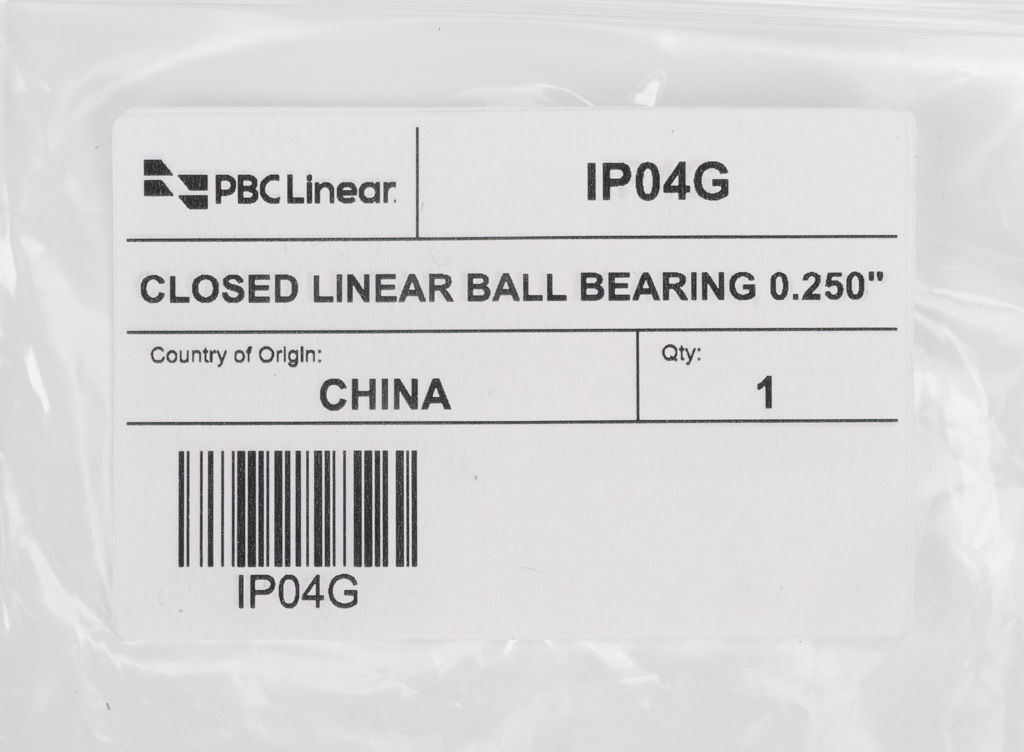 PBC Linear.
IP04G
CLOSED LINEAR BALL BEARING 0.250"
Country of Origin:
CHINA
Qty:
1
IP04G